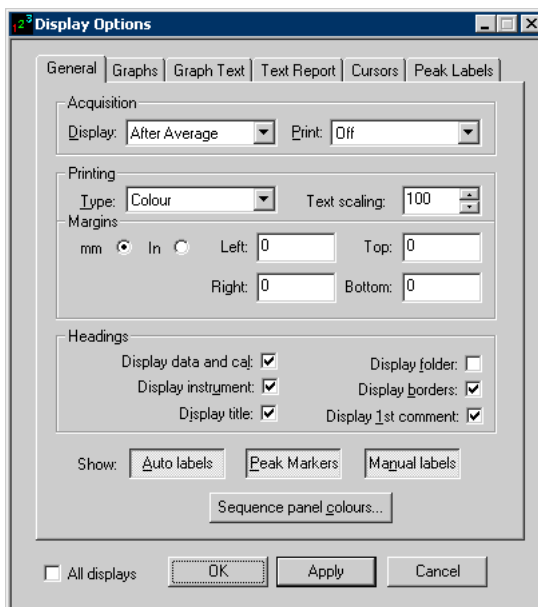 123 Display Options
General Graphs Graph Text Text Report Cursors Peak Labels
Acquisition
Display: After Average Print: Off
Printing
Type: Colour Text scaling: 100
Margins
mm In Left: 0 Top: 0
Right: 0 Bottom: 0
Headings
Display data and cal: Display folder:
Display instrument: Display borders:
Display title: Display 1st comment:
Show: Auto labels Peak Markers Manual labels
Sequence panel colours...
All displays OK Apply Cancel